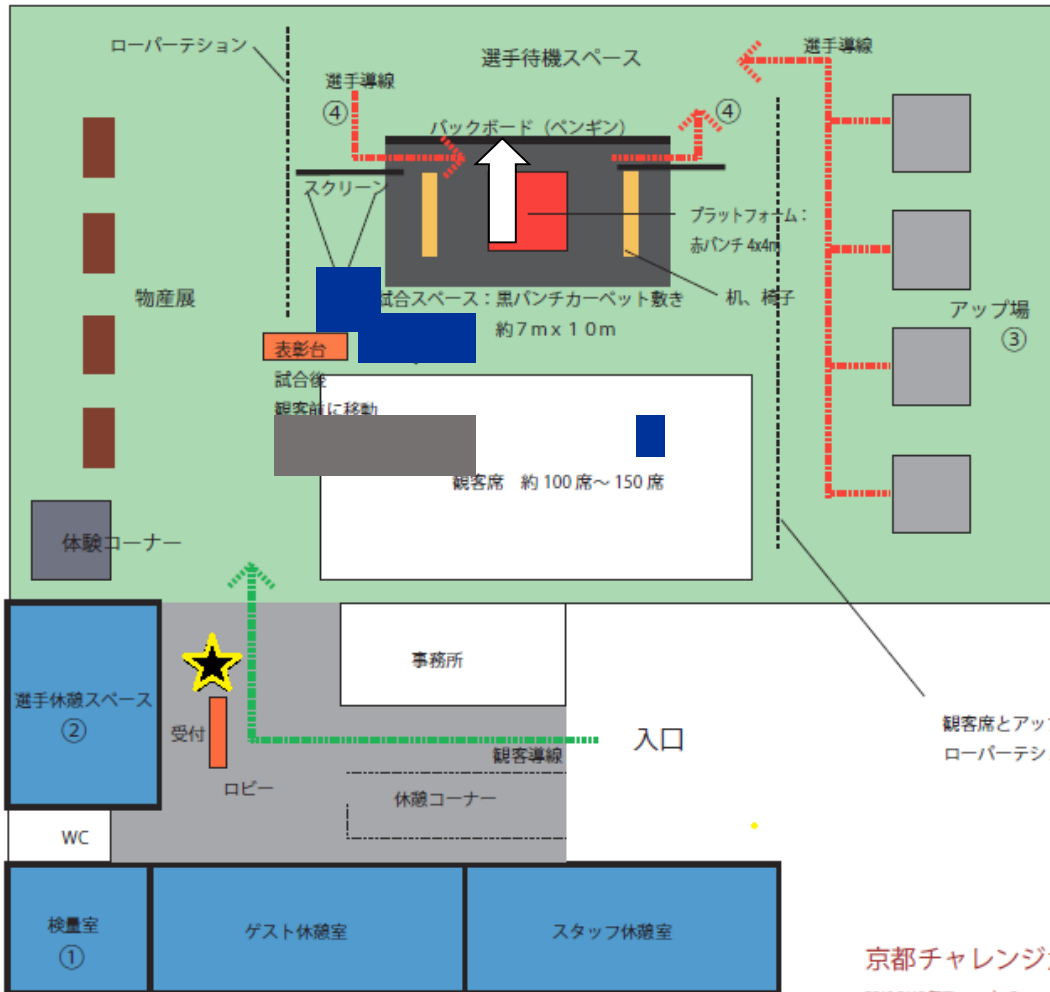 ローパーテション
選手待機スペース
選手導線
選手導線
④
④
バックボード（ペンギン）
スクリーン
プラットフォーム：
赤パンチ 4x4m
物産展
試合スペース：黒パンチカーペット敷き
約７ｍｘ１０ｍ
机、椅子
アップ場
③
表彰台
試合後
観客前に移動
観客席　約 100 席～ 150 席
体験コーナー
事務所
選手休憩スペース
②
受付
入口
観客席とアップ
ローパーテシ
観客導線
ロビー
休憩コーナー
WC
検量室
①
ゲスト休憩室
スタッフ休憩室
京都チャレンジ